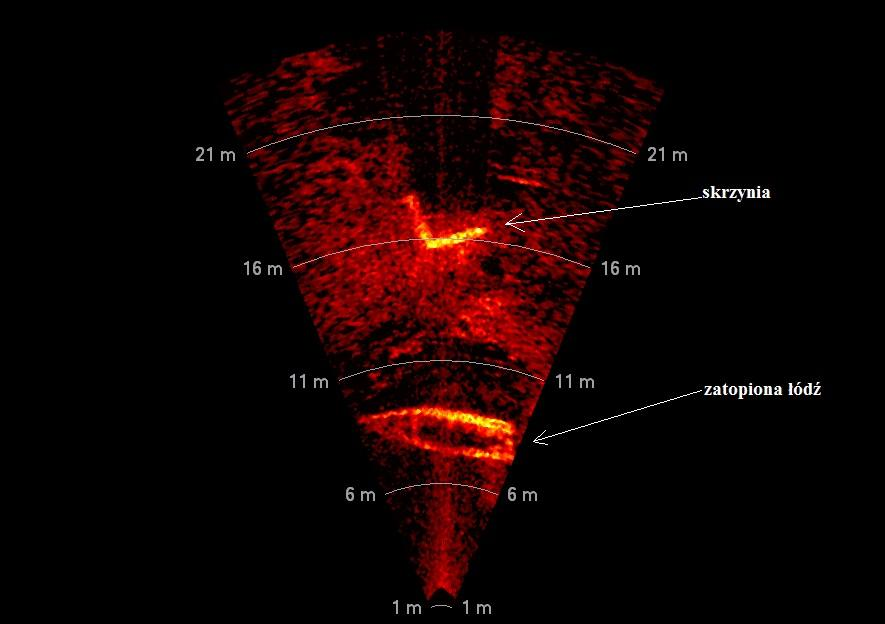 21 m
21 m
skrzynia
16 m
16 m
11 m
11 m
zatopiona łódź
6 m
6 m
1 m
1 m